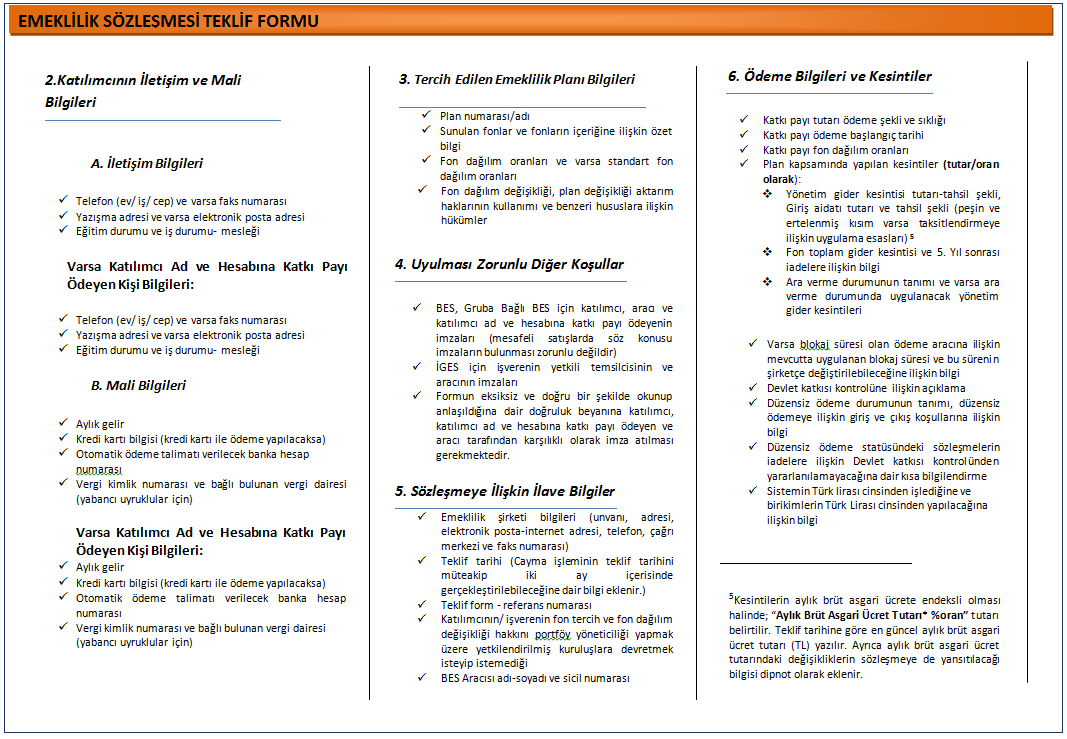 EMEKLİLİK SÖZLEŞMESİ TEKLİF FORMU
2.Katılımcının İletişim ve Mali
Bilgileri
A. İletişim Bilgileri
✓ Telefon (ev/ iş/ cep) ve varsa faks numarası
✓ Yazışma adresi ve varsa elektronik posta adresi
✓ Eğitim durumu ve iş durumu- mesleği
Varsa Katılımcı Ad ve Hesabına Katkı Payı
Ödeyen Kişi Bilgileri:
✓ Telefon (ev/ iş/ cep) ve varsa faks numarası
✓ Yazışma adresi ve varsa elektronik posta adresi
✓ Eğitim durumu ve iş durumu- mesleği
B. Mali Bilgileri
✓ Aylık gelir
✓ Kredi kartı bilgisi (kredi kartı ile ödeme yapılacaksa)
✓ Otomatik ödeme talimatı verilecek banka hesap
numarası
✓ Vergi kimlik numarası ve bağlı bulunan vergi dairesi
(yabancı uyruklular için)
Varsa Katılımcı Ad ve Hesabına Katkı Payı
Ödeyen Kişi Bilgileri:
✓ Aylık gelir
✓ Kredi kartı bilgisi (kredi kartı ile ödeme yapılacaksa)
✓ Otomatik ödeme talimatı verilecek banka hesap
numarası
✓ Vergi kimlik numarası ve bağlı bulunan vergi dairesi
(yabancı uyruklular için)
3. Tercih Edilen Emeklilik Planı Bilgileri
✓ Plan numarası/adı
✓ Sunulan fonlar ve fonların içeriğine ilişkin özet
bilgi
✓ Fon dağılım oranları ve varsa standart fon
dağılım oranları
✓ Fon dağılım değişikliği, plan değişikliği aktarım
haklarının kullanımı ve benzeri hususlara ilişkin
hükümler
4. Uyulması Zorunlu Diğer Koşullar
✓ BES, Gruba Bağlı BES için katılımcı, aracı ve
katılımcı ad ve hesabına katkı payı ödeyenin
imzaları (mesafeli satışlarda söz konusu
imzaların bulunması zorunlu değildir)
✓ İGES için işverenin yetkili temsilcisinin ve
aracının imzaları
✓ Formun eksiksiz ve doğru bir şekilde okunup
anlaşıldığına dair doğruluk beyanına katılımcı,
katılımcı ad ve hesabına katkı payı ödeyen ve
aracı tarafından karşılıklı olarak imza atılması
gerekmektedir.
5. Sözleşmeye İlişkin İlave Bilgiler
✓ Emeklilik şirketi bilgileri (unvanı, adresi,
elektronik posta-internet adresi, telefon, çağrı
merkezi ve faks numarası)
✓ Teklif tarihi (Cayma işleminin teklif tarihini
müteakip iki ay içerisinde
gerçekleştirilebileceğine dair bilgi eklenir.)
✓ Teklif form - referans numarası
✓ Katılımcının/ işverenin fon tercih ve fon dağılım
değişikliği hakkını portföy yöneticiliği yapmak
üzere yetkilendirilmiş kuruluşlara devretmek
isteyip istemediği
✓ BES Aracısı adı-soyadı ve sicil numarası
6. Ödeme Bilgileri ve Kesintiler
✓ Katkı payı tutarı ödeme şekli ve sıklığı
✓ Katkı payı ödeme başlangıç tarihi
✓ Katkı payı fon dağılım oranları
✓ Plan kapsamında yapılan kesintiler (tutar/oran
olarak):
❖ Yönetim gider kesintisi tutarı-tahsil şekli,
Giriş aidatı tutarı ve tahsil şekli (peşin ve
ertelenmiş kısım varsa taksitlendirmeye
ilişkin uygulama esasları) ⁵
❖ Fon toplam gider kesintisi ve 5. Yıl sonrası
iadelere ilişkin bilgi
❖ Ara verme durumunun tanımı ve varsa ara
verme durumunda uygulanacak yönetim
gider kesintileri
✓ Varsa blokaj süresi olan ödeme aracına ilişkin
mevcutta uygulanan blokaj süresi ve bu sürenin
şirketçe değiştirilebileceğine ilişkin bilgi
✓ Devlet katkısı kontrolüne ilişkin açıklama
✓ Düzensiz ödeme durumunun tanımı, düzensiz
ödemeye ilişkin giriş ve çıkış koşullarına ilişkin
bilgi
✓ Düzensiz ödeme statüsündeki sözleşmelerin
iadelere ilişkin Devlet katkısı kontrolünden
yararlanılamayacağına dair kısa bilgilendirme
✓ Sistemin Türk lirası cinsinden işlediğine ve
birikimlerin Türk Lirası cinsinden yapılacağına
ilişkin bilgi
⁵Kesintilerin aylık brüt asgari ücrete endeksli olması
halinde; “Aylık Brüt Asgari Ücret Tutarı* %oran” tutarı
belirtilir. Teklif tarihine göre en güncel aylık brüt asgari
ücret tutarı (TL) yazılır. Ayrıca aylık brüt asgari ücret
tutarındaki değişikliklerin sözleşmeye de yansıtılacağı
bilgisi dipnot olarak eklenir.